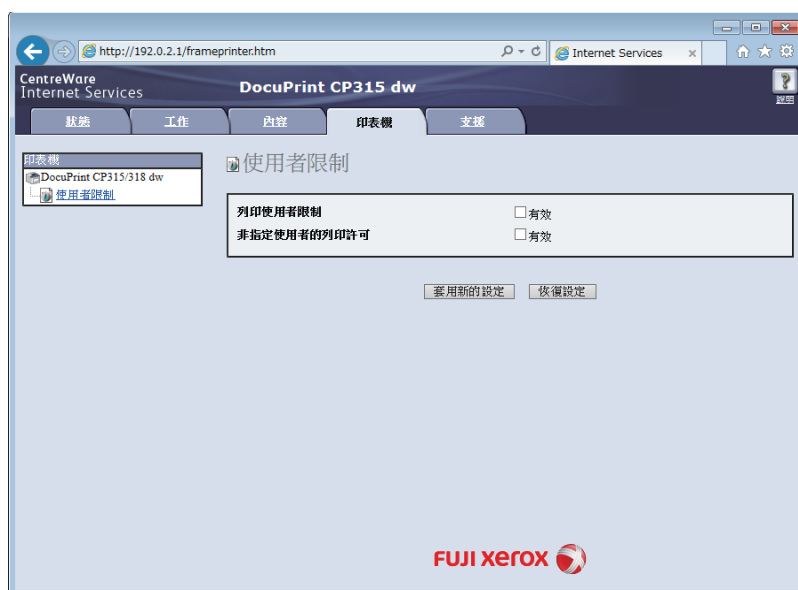 http://192.0.2.1/frameprinter.htm
Internet Services
CentreWare
Internet Services
DocuPrint CP315 dw
說明
狀態 工作 內容 印表機 支援
印表機
DocuPrint CP315/318 dw
使用者限制
使用者限制
列印使用者限制 有效
非指定使用者的列印許可 有效
套用新的設定 恢復設定
FUJI xerox